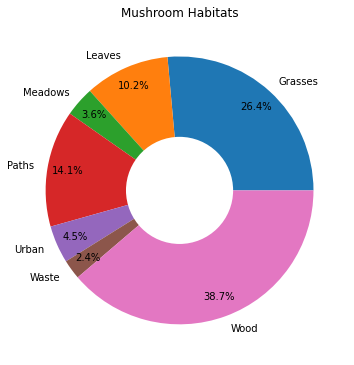 Mushroom Habitats
Leaves
10.2%
Grasses
26.4%
Meadows
3.6%
Paths
14.1%
Urban
4.5%
Waste
2.4%
Wood
38.7%